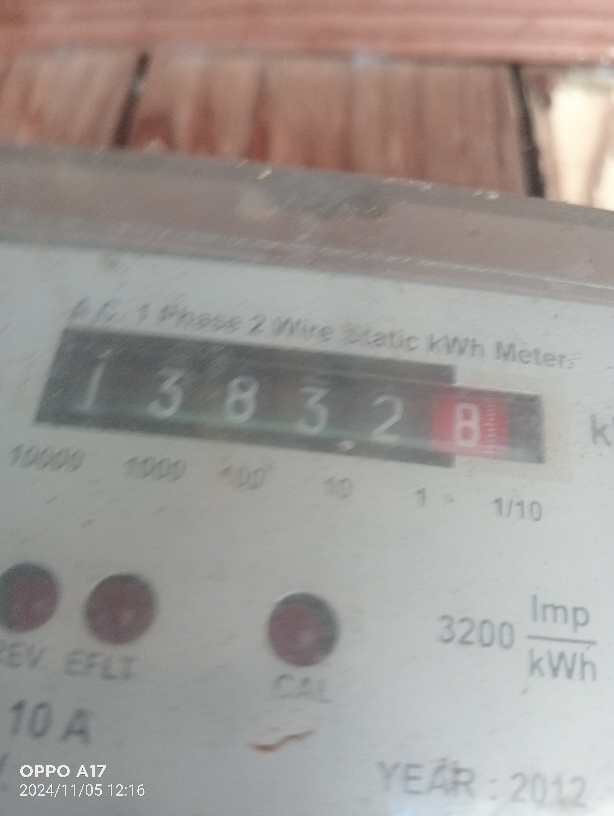 A.C. 1 Phase 2 Wire Static kWh Meter
1 3 8 3 2 8
10000 1000 100 10 1 1/10
3200 Imp/kWh
REV. EFLT CAL
10 A
YEAR : 2012
OPPO A17
2024/11/05 12:16